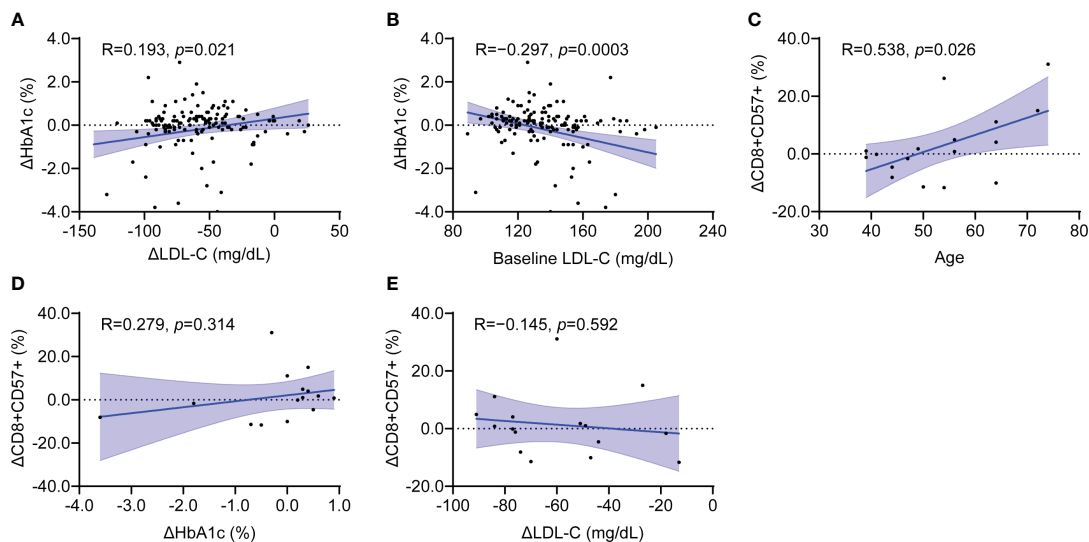 A
R=0.193, p=0.021
ΔHbA1c (%)
4.0
2.0
0.0
-2.0
-4.0
-150
-100
-50
0
50
ΔLDL-C (mg/dL)
B
R=−0.297, p=0.0003
ΔHbA1c (%)
4.0
2.0
0.0
-2.0
-4.0
80
120
160
200
240
Baseline LDL-C (mg/dL)
C
R=0.538, p=0.026
ΔCD8+CD57+ (%)
40.0
20.0
0.0
-20.0
30
40
50
60
70
80
Age
D
R=0.279, p=0.314
ΔCD8+CD57+ (%)
40.0
20.0
0.0
-20.0
-40.0
-4.0
-3.0
-2.0
-1.0
0.0
1.0
ΔHbA1c (%)
E
R=−0.145, p=0.592
ΔCD8+CD57+ (%)
40.0
20.0
0.0
-20.0
-100
-80
-60
-40
-20
0
ΔLDL-C (mg/dL)